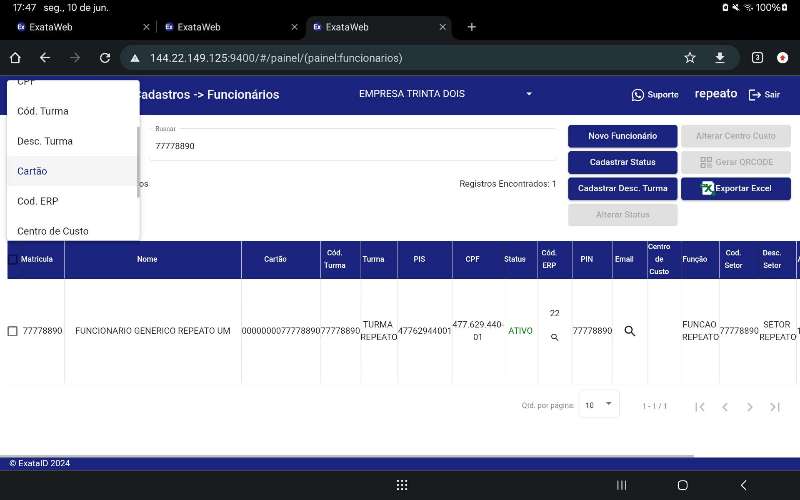 17:47 seg., 10 de jun.
100%
ExataWeb
ExataWeb
ExataWeb
144.22.149.125:9400/#/painel/(painel:funcionarios)
3
CPF
Cód. Turma
Desc. Turma
Cartão
Cod. ERP
Centro de Custo
Cadastros -> Funcionários
EMPRESA TRINTA DOIS
Suporte
repeato
Sair
Buscar
77778890
os
Registros Encontrados: 1
Novo Funcionário
Alterar Centro Custo
Cadastrar Status
Gerar QRCODE
Cadastrar Desc. Turma
Exportar Excel
Alterar Status
Matricula Nome Cartão Cód. Turma Turma PIS CPF Status Cód. ERP PIN Email Centro de Custo Função Cod. Setor Desc. Setor
77778890 FUNCIONARIO GENERICO REPEATO UM 0000000077778890 77778890 TURMA REPEATO 47762944001 477.629.440-01 ATIVO 22 77778890 FUNCAO REPEATO 77778890 SETOR REPEATO
Qtd. por página: 10 1 - 1 / 1
© ExataID 2024